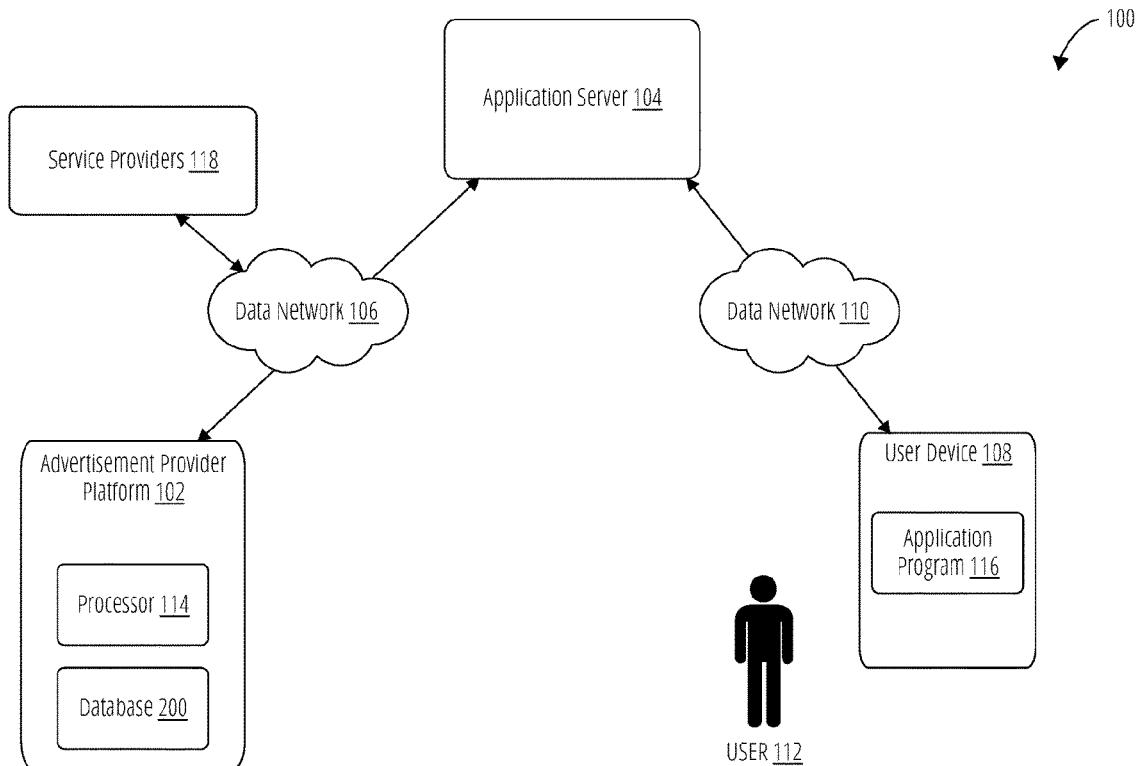 100
Application Server 104
Service Providers 118
Data Network 106
Data Network 110
Advertisement Provider
Platform 102
Processor 114
Database 200
User Device 108
Application
Program 116
USER 112